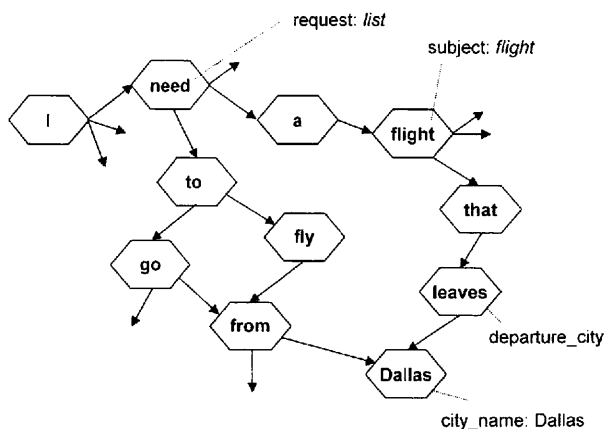 request: list
subject: flight
need
I
a
flight
to
that
fly
go
leaves
from
departure_city
Dallas
city_name: Dallas